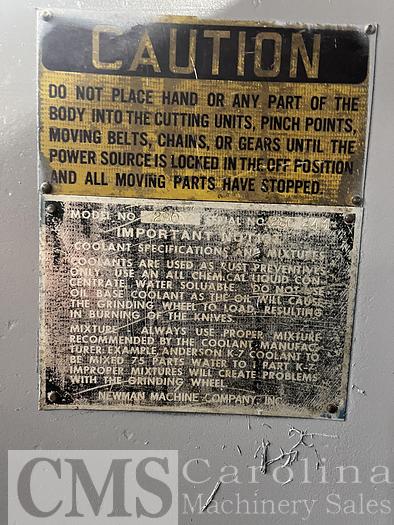 CAUTION
DO NOT PLACE HAND OR ANY PART OF THE
BODY INTO THE CUTTING UNITS, PINCH POINTS,
MOVING BELTS, CHAINS, OR GEARS UNTIL THE
POWER SOURCE IS LOCKED IN THE OFF POSITION
AND ALL MOVING PARTS HAVE STOPPED.
MODEL NO.
IMPORTANT
COOLANT SPECIFICATIONS AND MIXTURES
COOLANTS ARE USED AS RUST PREVENTIVE
ONLY. USE AN ALL CHEMICAL LIQUID CON-
CENTRATE WATER SOLUABLE. DO NOT USE
OIL BASE COOLANT AS THE OIL WILL CAUSE
THE GRINDING WHEEL TO LOAD, RESULTING
IN BURNING OF THE KNIVES.
MIXTURE ALWAYS USE PROPER MIXTURE
RECOMMENDED BY THE COOLANT MANUFAC-
TURER. EXAMPLE, ANDERSON K-7 COOLANT TO
BE MIXED 75 PARTS WATER TO 1 PART K-7.
IMPROPER MIXTURES WILL CREATE PROBLEMS
WITH THE GRINDING WHEEL
NEWMAN MACHINE COMPANY, INC.
CMS Carolina
Machinery Sales